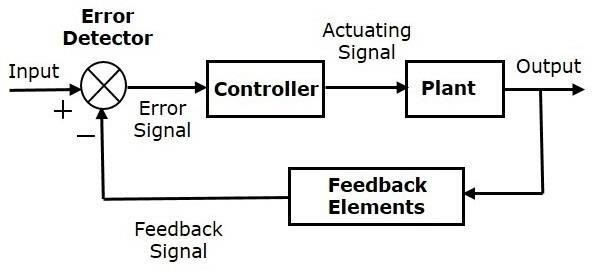 Error
Detector
Input
+
−
Error
Signal
Controller
Actuating
Signal
Plant
Output
Feedback
Elements
Feedback
Signal